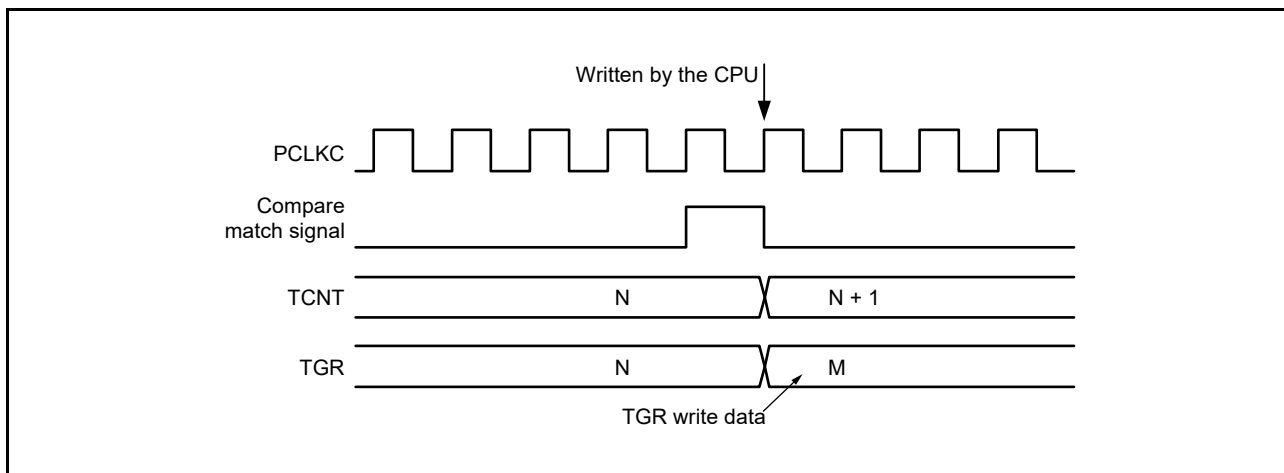 Written by the CPU
PCLKC
Compare
match signal
TCNT
N
N + 1
TGR
N
M
TGR write data